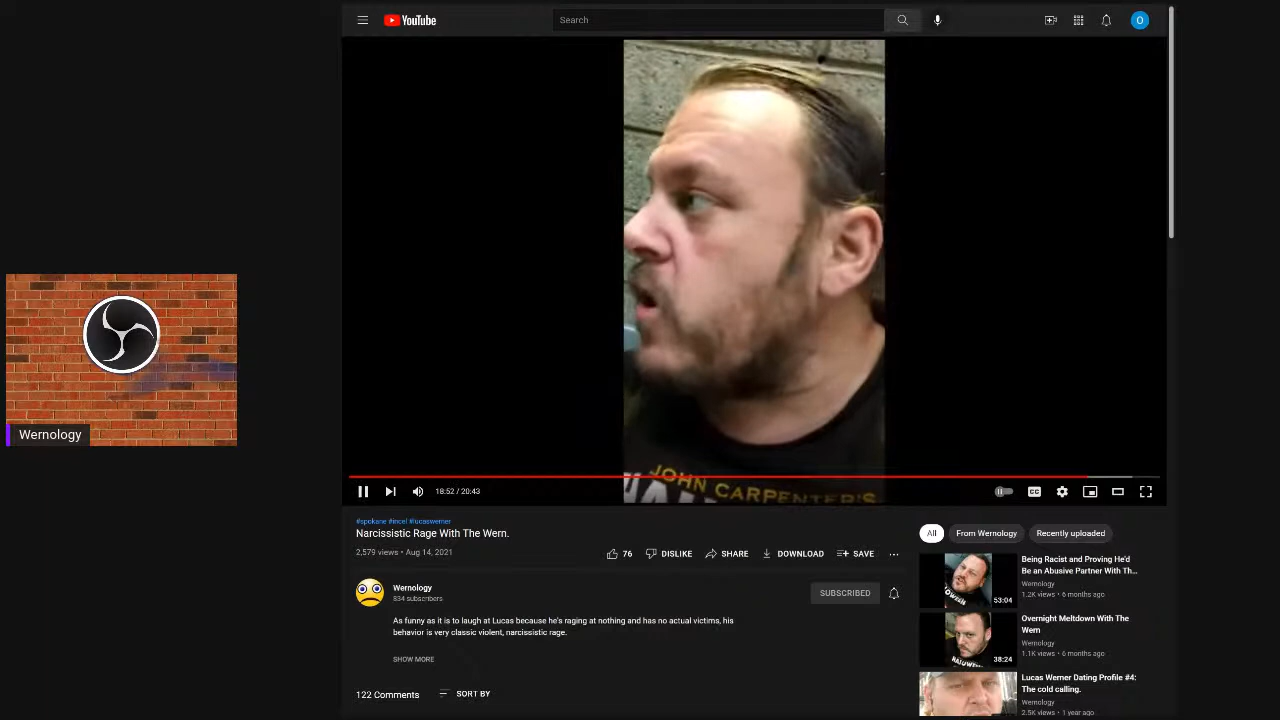 YouTube
Search
O
JOHN CARPENTER'S
18:52 / 20:43
CC
#spokane #incel #lucaswerner
Narcissistic Rage With The Wern.
2,579 views • Aug 14, 2021
76
DISLIKE
SHARE
DOWNLOAD
SAVE
Wernology
834 subscribers
SUBSCRIBED
As funny as it is to laugh at Lucas because he's raging at nothing and has no actual victims, his
behavior is very classic violent, narcissistic rage.
SHOW MORE
122 Comments
SORT BY
All
From Wernology
Recently uploaded
53:04
Being Racist and Proving He'd
Be an Abusive Partner With Th...
Wernology
1.2K views • 6 months ago
38:24
Overnight Meltdown With The
Wern
Wernology
1.1K views • 6 months ago
Lucas Werner Dating Profile #4:
The cold calling.
Wernology
2.5K views • 1 year ago
Wernology